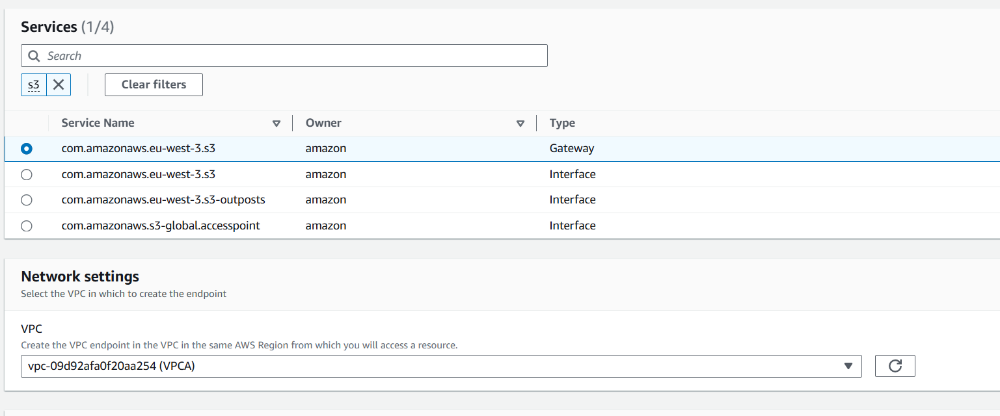 Services (1/4)
Search
s3
Clear filters
Service Name Owner Type
com.amazonaws.eu-west-3.s3 amazon Gateway
com.amazonaws.eu-west-3.s3 amazon Interface
com.amazonaws.eu-west-3.s3-outposts amazon Interface
com.amazonaws.s3-global.accesspoint amazon Interface
Network settings
Select the VPC in which to create the endpoint
VPC
Create the VPC endpoint in the VPC in the same AWS Region from which you will access a resource.
vpc-09d92afa0f20aa254 (VPCA)